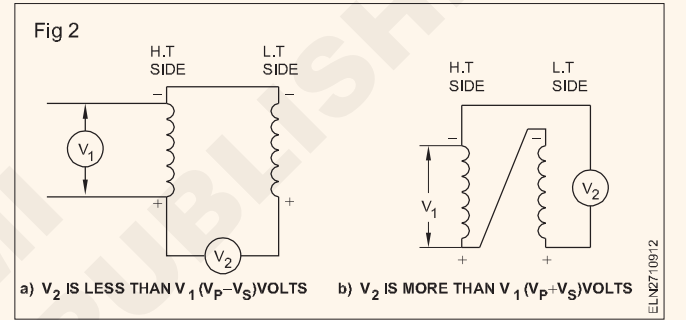 Fig 2
H.T SIDE
L.T SIDE
−
−
V1
+
+
V2
a) V2 IS LESS THAN V1 (VP−VS)VOLTS
H.T SIDE
L.T SIDE
−
−
V1
V2
+
+
b) V2 IS MORE THAN V1 (VP+VS)VOLTS
ELN2710912